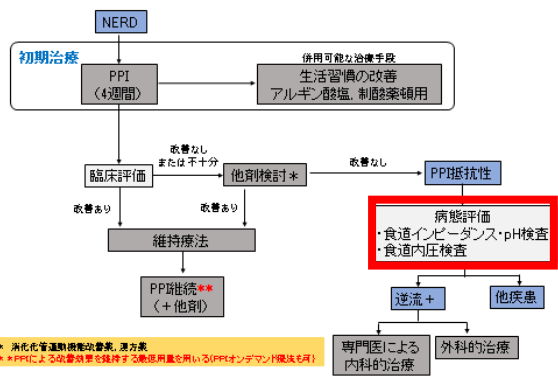 NERD
初期治療
PPI
(4週間)
併用可能な治療手段
生活習慣の改善
アルギン酸塩, 制酸薬頓用
改善なし
または不十分
改善なし
臨床評価
他剤検討*
PPI抵抗性
改善あり
改善あり
病態評価
・食道インピーダンス・pH検査
・食道内圧検査
維持療法
PPI継続**
(+他剤)
逆流+
他疾患
専門医による
内科的治療
外科的治療
* 消化管運動機能改善薬, 漢方薬
**PPIによる改善効果を維持する最低用量を用いる(PPIオンデマンド療法も可)